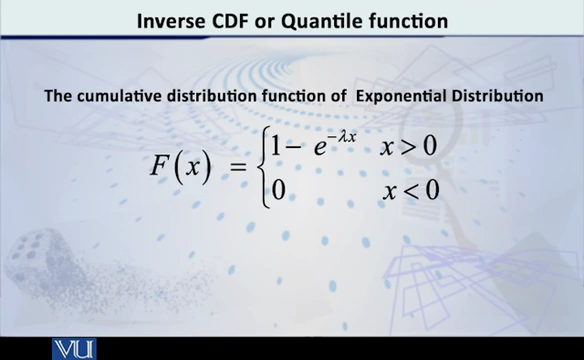 Inverse CDF or Quantile function
The cumulative distribution function of Exponential Distribution
F(x) = { 1 − e^{−λx} x > 0
0 x < 0
VU